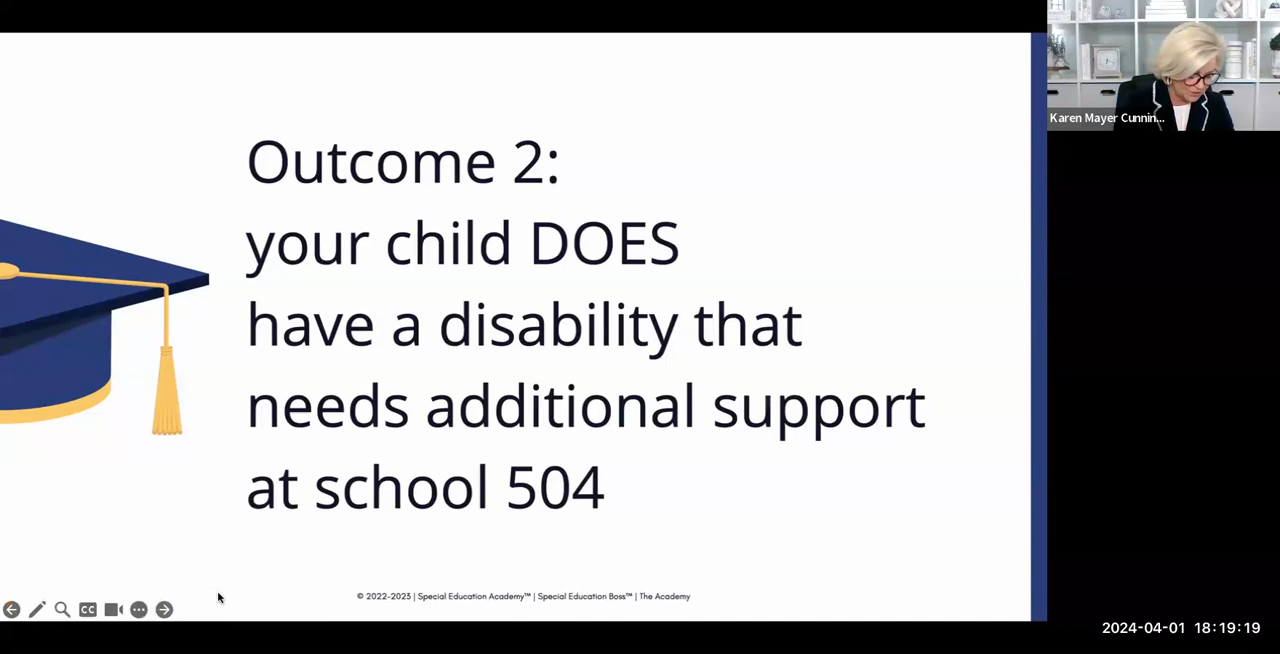 Outcome 2:
your child DOES
have a disability that
needs additional support
at school 504
© 2022-2023 | Special Education Academy™ | Special Education Boss™ | The Academy
CC
Karen Mayer Cunnin...
2024-04-01 18:19:19